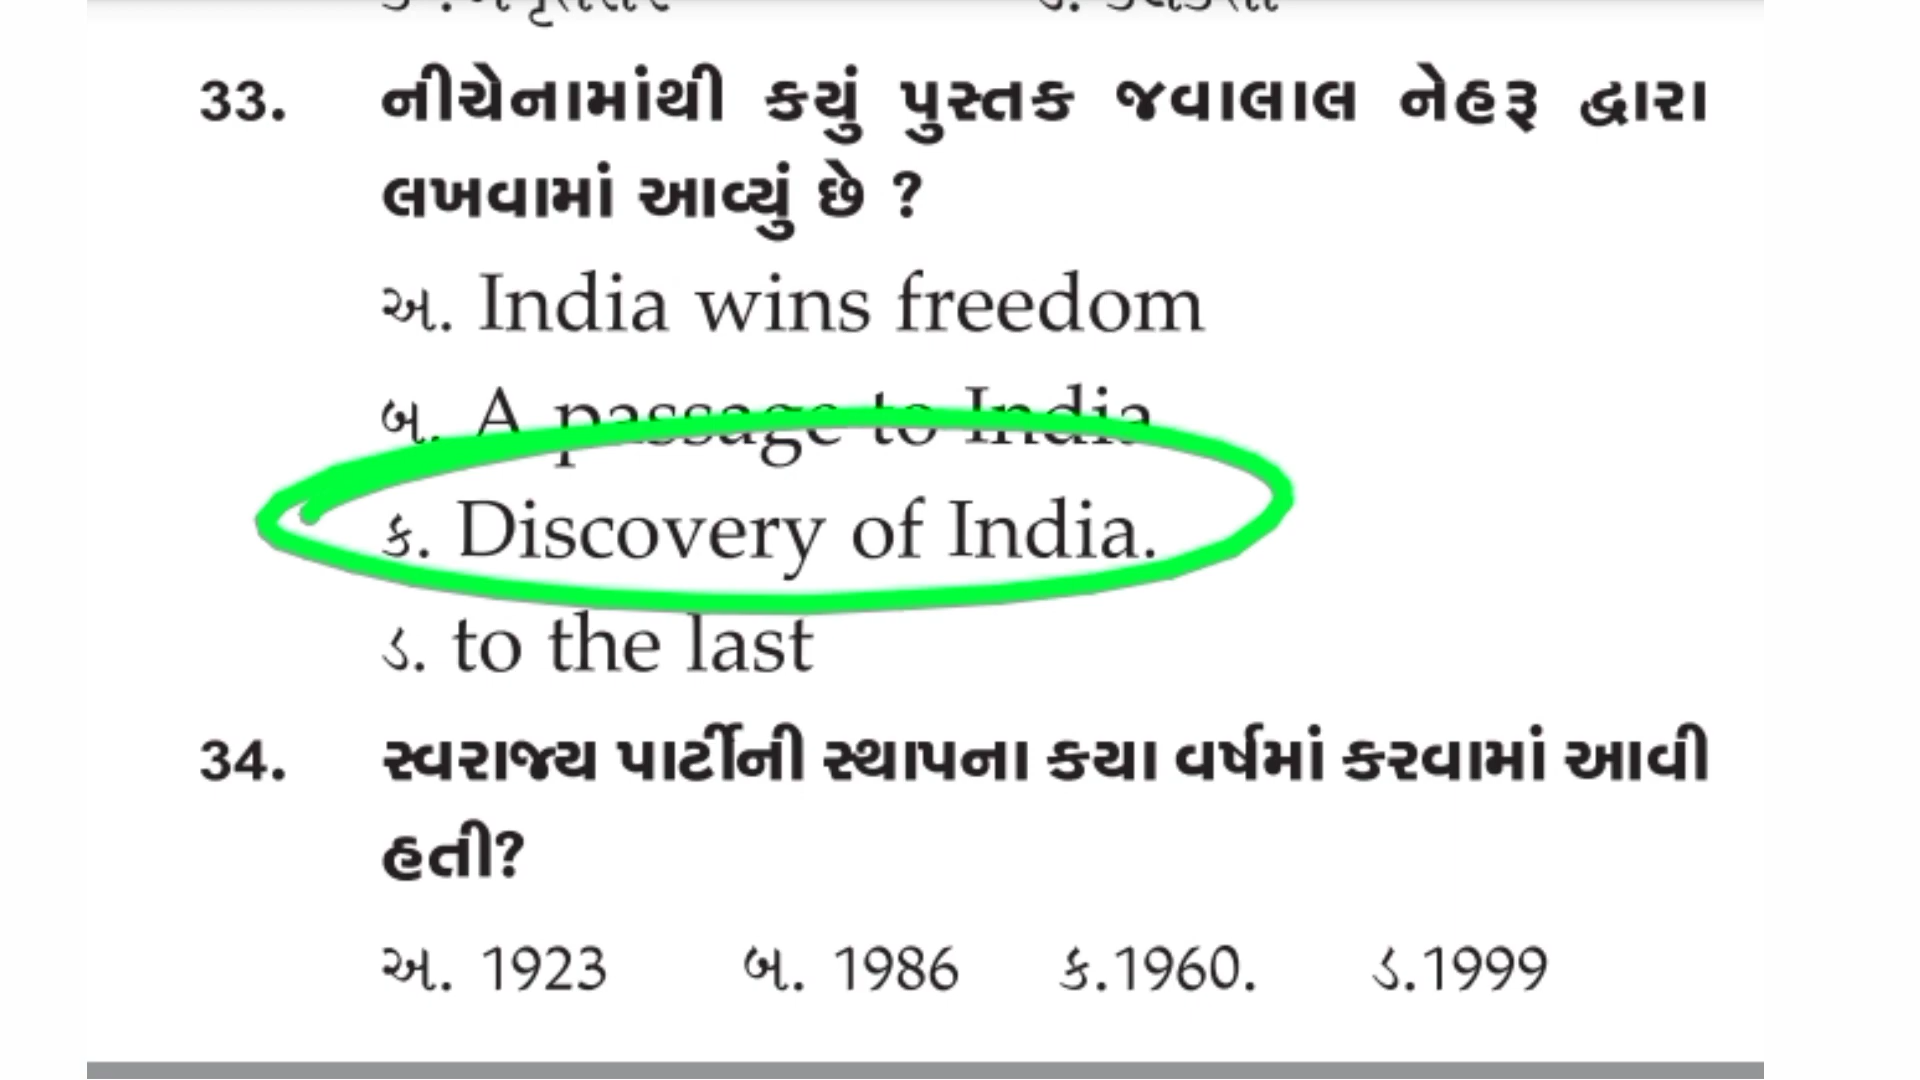 33. નીચેનામાંથી કયું પુસ્તક જવાલાલ નેહરૂ દ્વારા
લખવામાં આવ્યું છે ?
અ. India wins freedom
બ. A passage to India
ક. Discovery of India.
ડ. to the last
34. સ્વરાજ્ય પાર્ટીની સ્થાપના કયા વર્ષમાં કરવામાં આવી
હતી?
અ. 1923 બ. 1986 ક.1960. ડ.1999